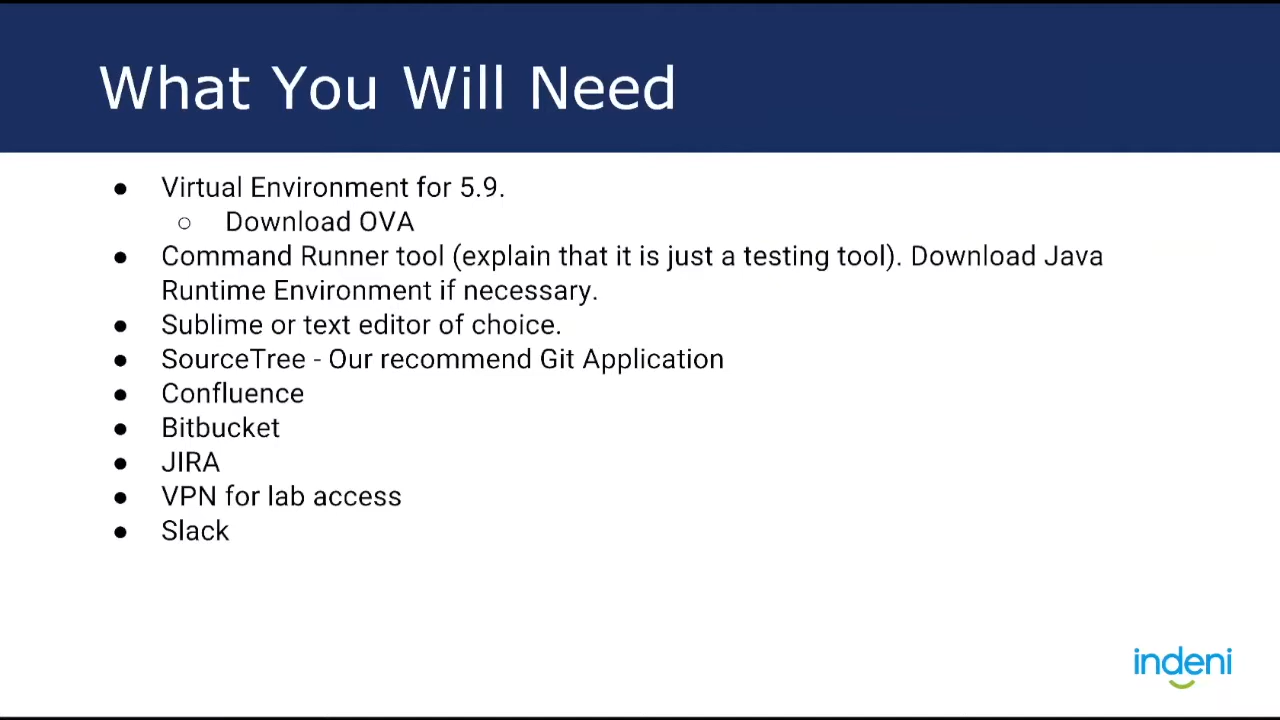 What You Will Need
● Virtual Environment for 5.9.
○ Download OVA
● Command Runner tool (explain that it is just a testing tool). Download Java
Runtime Environment if necessary.
● Sublime or text editor of choice.
● SourceTree - Our recommend Git Application
● Confluence
● Bitbucket
● JIRA
● VPN for lab access
● Slack
indeni